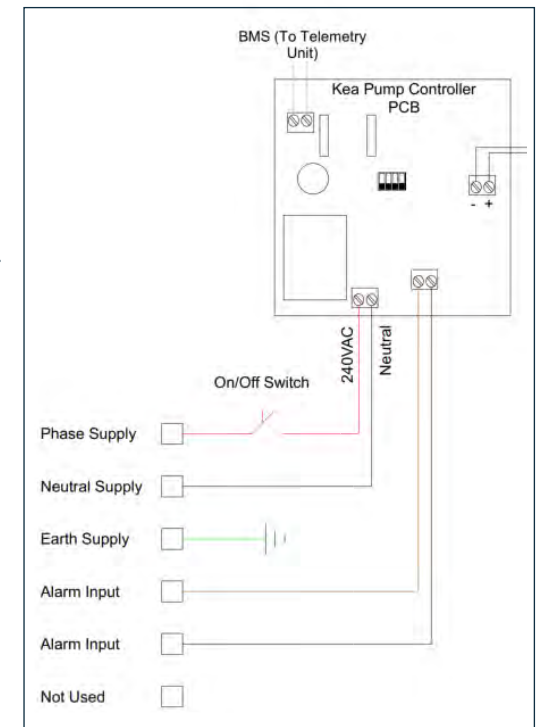 BMS (To Telemetry
Unit)
Kea Pump Controller
PCB
- +
240VAC
Neutral
On/Off Switch
Phase Supply
Neutral Supply
Earth Supply
Alarm Input
Alarm Input
Not Used